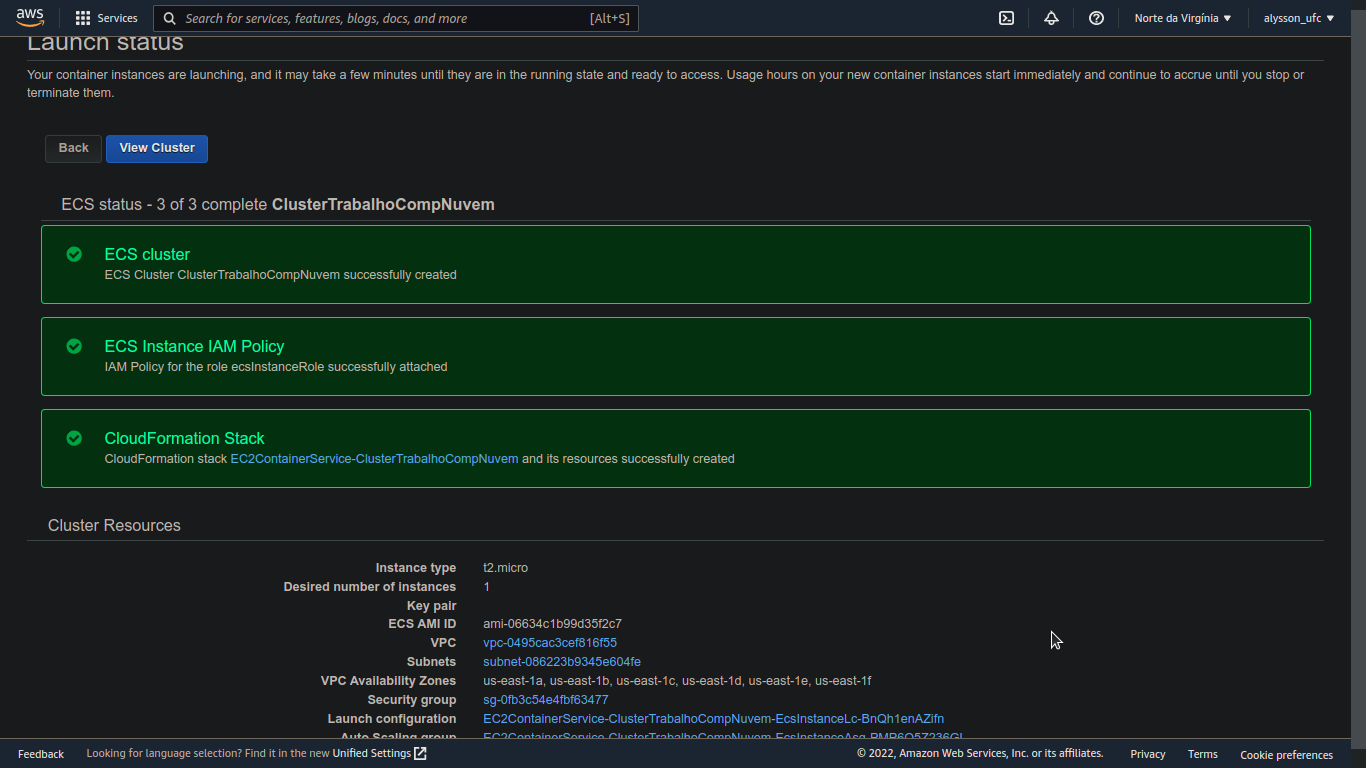 aws Services Search for services, features, blogs, docs, and more [Alt+S] Norte da Virgínia alysson_ufc
Launch status
Your container instances are launching, and it may take a few minutes until they are in the running state and ready to access. Usage hours on your new container instances start immediately and continue to accrue until you stop or
terminate them.
Back View Cluster
ECS status - 3 of 3 complete ClusterTrabalhoCompNuvem
ECS cluster
ECS Cluster ClusterTrabalhoCompNuvem successfully created
ECS Instance IAM Policy
IAM Policy for the role ecsInstanceRole successfully attached
CloudFormation Stack
CloudFormation stack EC2ContainerService-ClusterTrabalhoCompNuvem and its resources successfully created
Cluster Resources
Instance type t2.micro
Desired number of instances 1
Key pair
ECS AMI ID ami-06634c1b99d35f2c7
VPC vpc-0495cac3cef816f55
Subnets subnet-086223b9345e604fe
VPC Availability Zones us-east-1a, us-east-1b, us-east-1c, us-east-1d, us-east-1e, us-east-1f
Security group sg-0fb3c54e4fbf63477
Launch configuration EC2ContainerService-ClusterTrabalhoCompNuvem-EcsInstanceLc-BnQh1enAZifn
Auto Scaling group
Feedback Looking for language selection? Find it in the new Unified Settings © 2022, Amazon Web Services, Inc. or its affiliates. Privacy Terms Cookie preferences